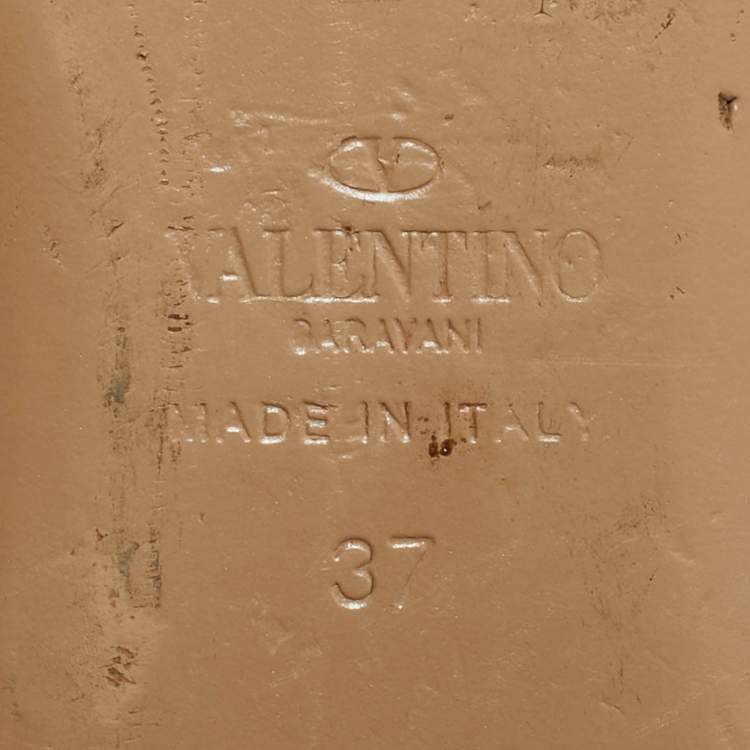 VALENTINO
GARAVANI
MADE IN ITALY
37